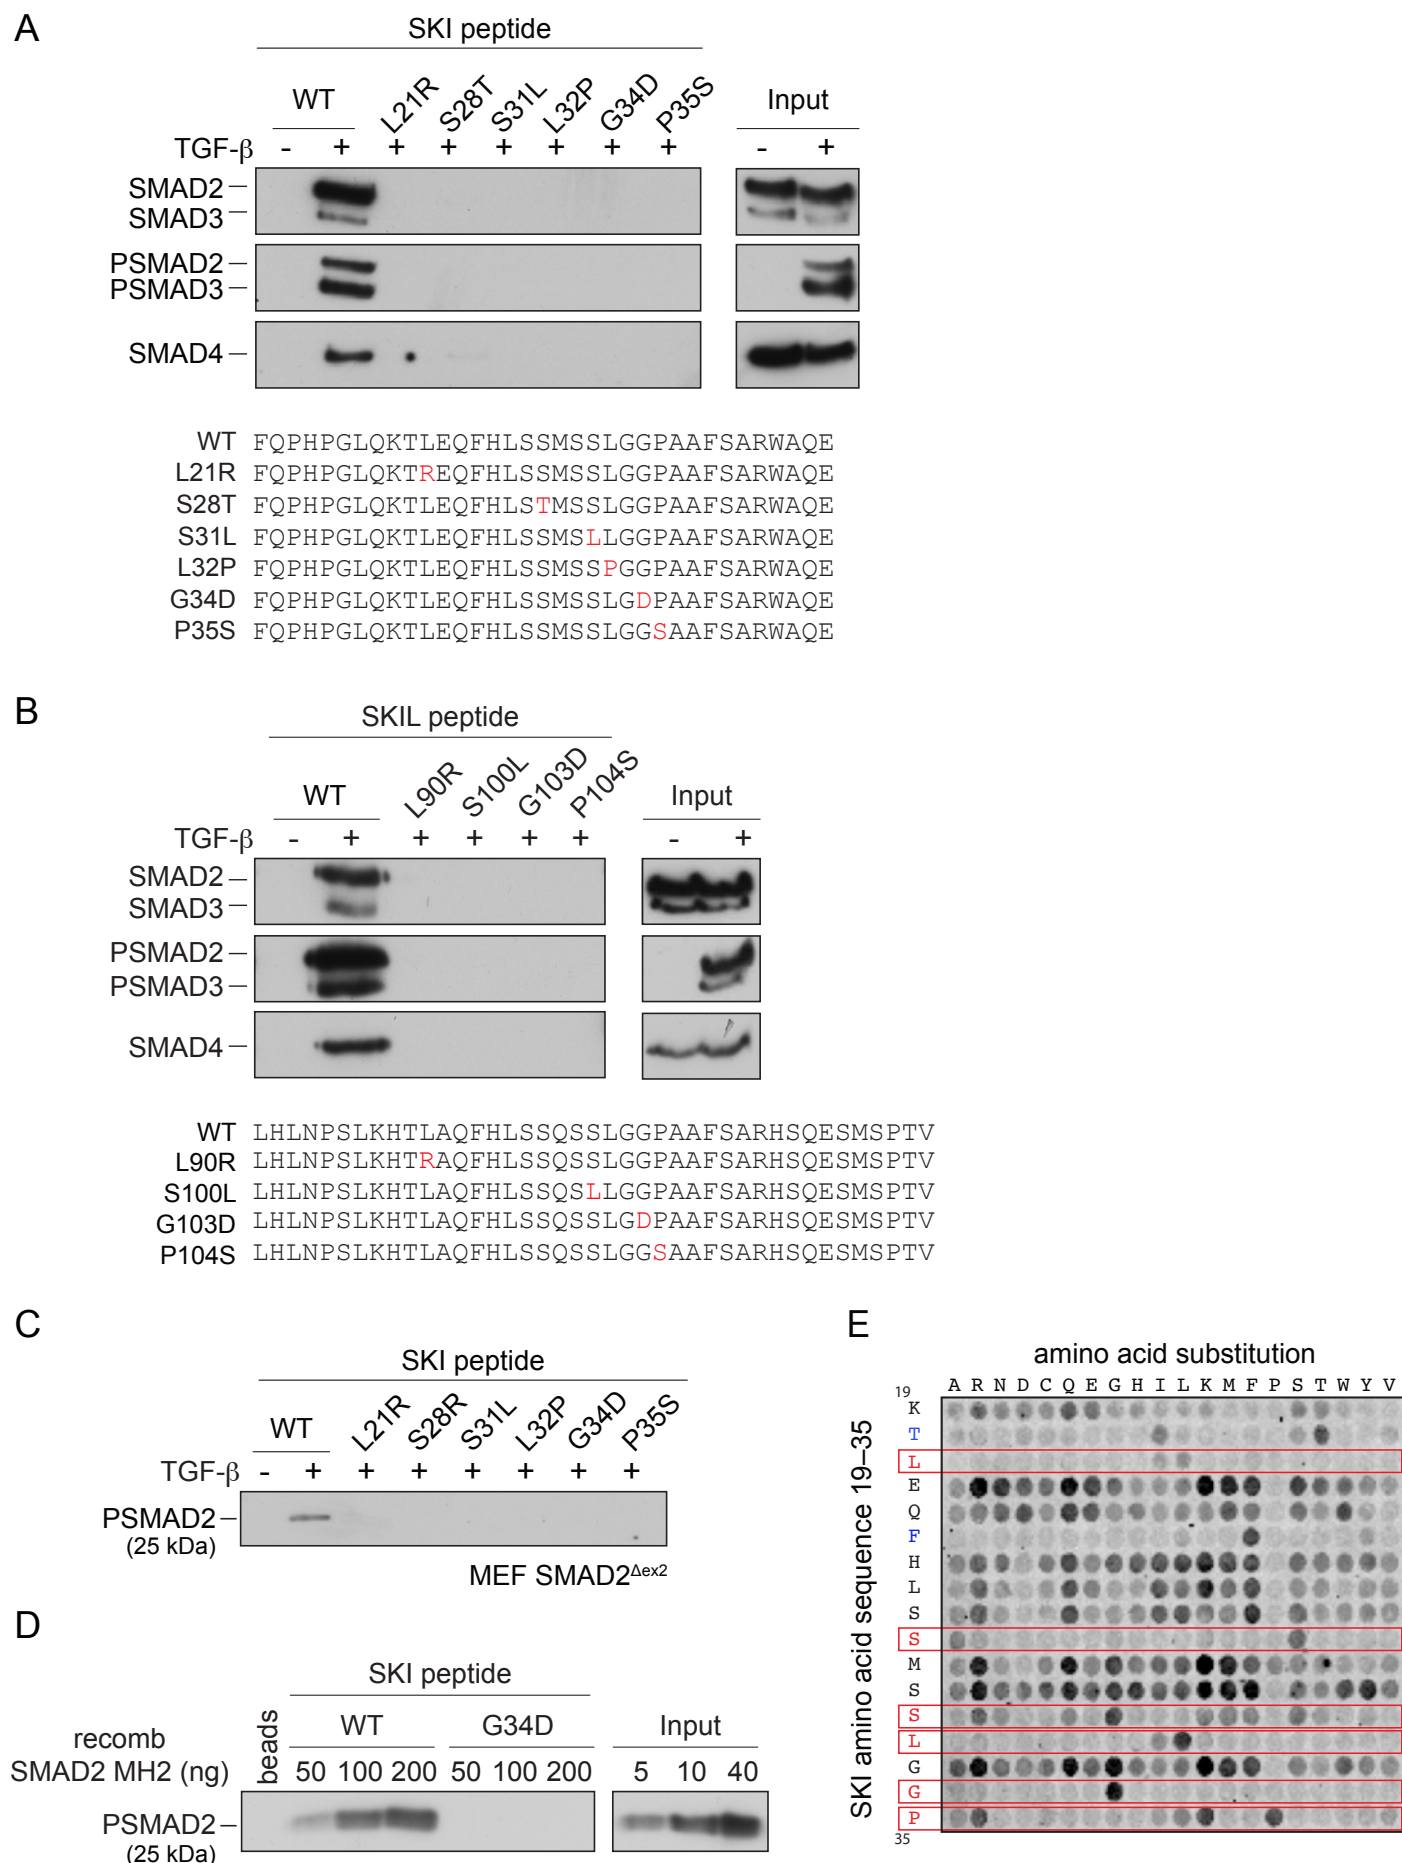 A
SKI peptide
WT L21R S28T S31L L32P G34D P35S Input
TGF-β - + + + + + + + - +
SMAD2
SMAD3
PSMAD2
PSMAD3
SMAD4
WT FQPHPGLQKTLEQFHLSSMSSLGGPAAFSARWAQE
L21R FQPHPGLQKTREQFHLSSMSSLGGPAAFSARWAQE
S28T FQPHPGLQKTLEQFHLSTMSSLGGPAAFSARWAQE
S31L FQPHPGLQKTLEQFHLSSMSLLGGPAAFSARWAQE
L32P FQPHPGLQKTLEQFHLSSMSSPGGPAAFSARWAQE
G34D FQPHPGLQKTLEQFHLSSMSSLGDPAAFSARWAQE
P35S FQPHPGLQKTLEQFHLSSMSSLGGSAAFSARWAQE
B
SKIL peptide
WT L90R S100L G103D P104S Input
TGF-β - + + + + + - +
SMAD2
SMAD3
PSMAD2
PSMAD3
SMAD4
WT LHLNPSLKHTLAQFHLSSQSSLGGPAAFSARHSQESMSPTV
L90R LHLNPSLKHTRAQFHLSSQSSLGGPAAFSARHSQESMSPTV
S100L LHLNPSLKHTLAQFHLSSQSLLGGPAAFSARHSQESMSPTV
G103D LHLNPSLKHTLAQFHLSSQSSLGDPAAFSARHSQESMSPTV
P104S LHLNPSLKHTLAQFHLSSQSSLGGSAAFSARHSQESMSPTV
C
SKI peptide
WT L21R S28R S31L L32P G34D P35S
TGF-β - + + + + + + +
PSMAD2
(25 kDa)
MEF SMAD2Δex2
D
SKI peptide
beads WT G34D Input
recomb
SMAD2 MH2 (ng) 50 100 200 50 100 200 5 10 40
PSMAD2
(25 kDa)
E
amino acid substitution
A R N D C Q E G H I L K M F P S T W Y V
SKI amino acid sequence 19–35
19
K
T
L
E
Q
F
H
L
S
S
M
S
S
L
G
G
P
35